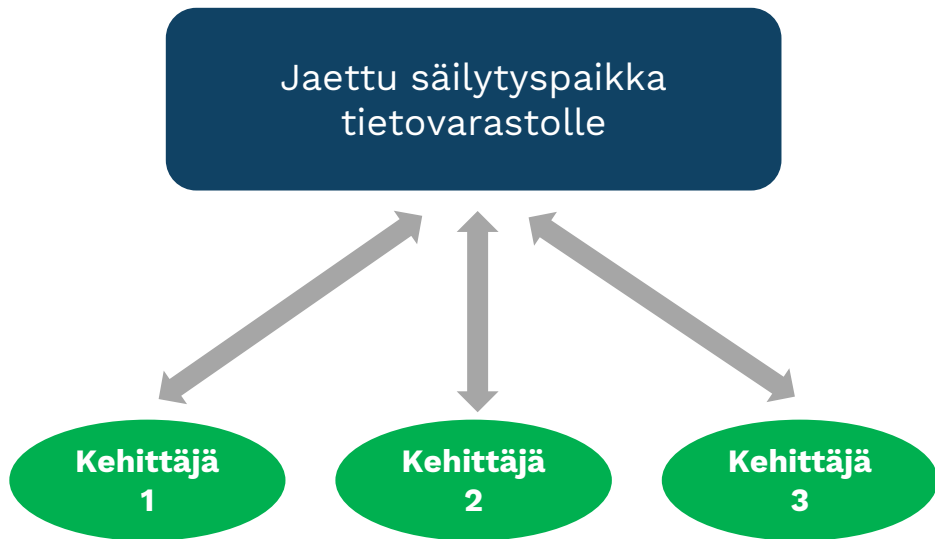 Jaettu säilytyspaikka
tietovarastolle
Kehittäjä
1
Kehittäjä
2
Kehittäjä
3